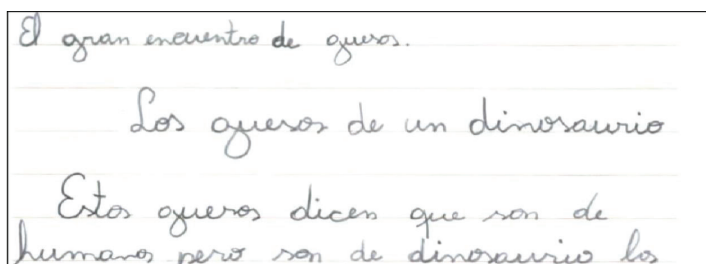 El gran encuentro de guesos.
Los guesos de un dinosaurio
Estos guesos dicen que son de
humanos pero son de dinosaurio los